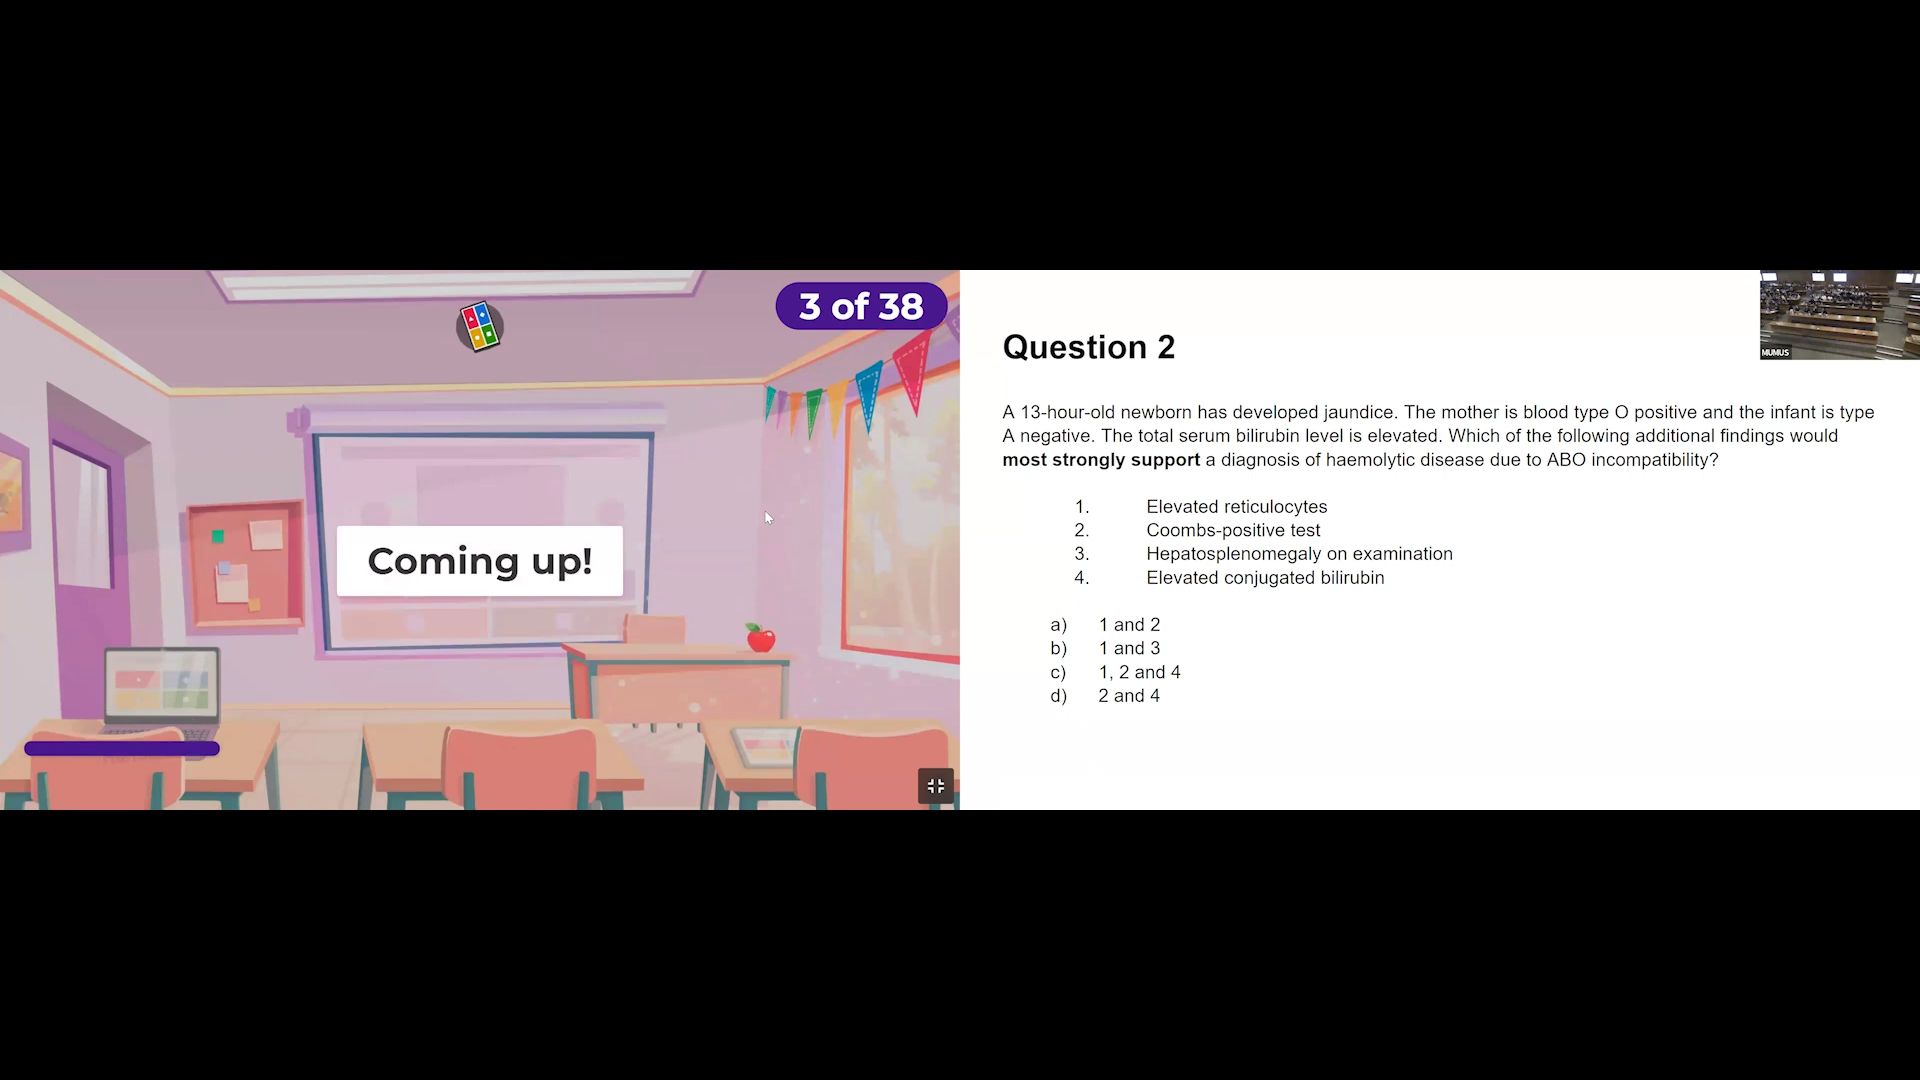 3 of 38
Coming up!
MUMUS
Question 2
A 13-hour-old newborn has developed jaundice. The mother is blood type O positive and the infant is type
A negative. The total serum bilirubin level is elevated. Which of the following additional findings would
most strongly support a diagnosis of haemolytic disease due to ABO incompatibility?
1. Elevated reticulocytes
2. Coombs-positive test
3. Hepatosplenomegaly on examination
4. Elevated conjugated bilirubin
a) 1 and 2
b) 1 and 3
c) 1, 2 and 4
d) 2 and 4